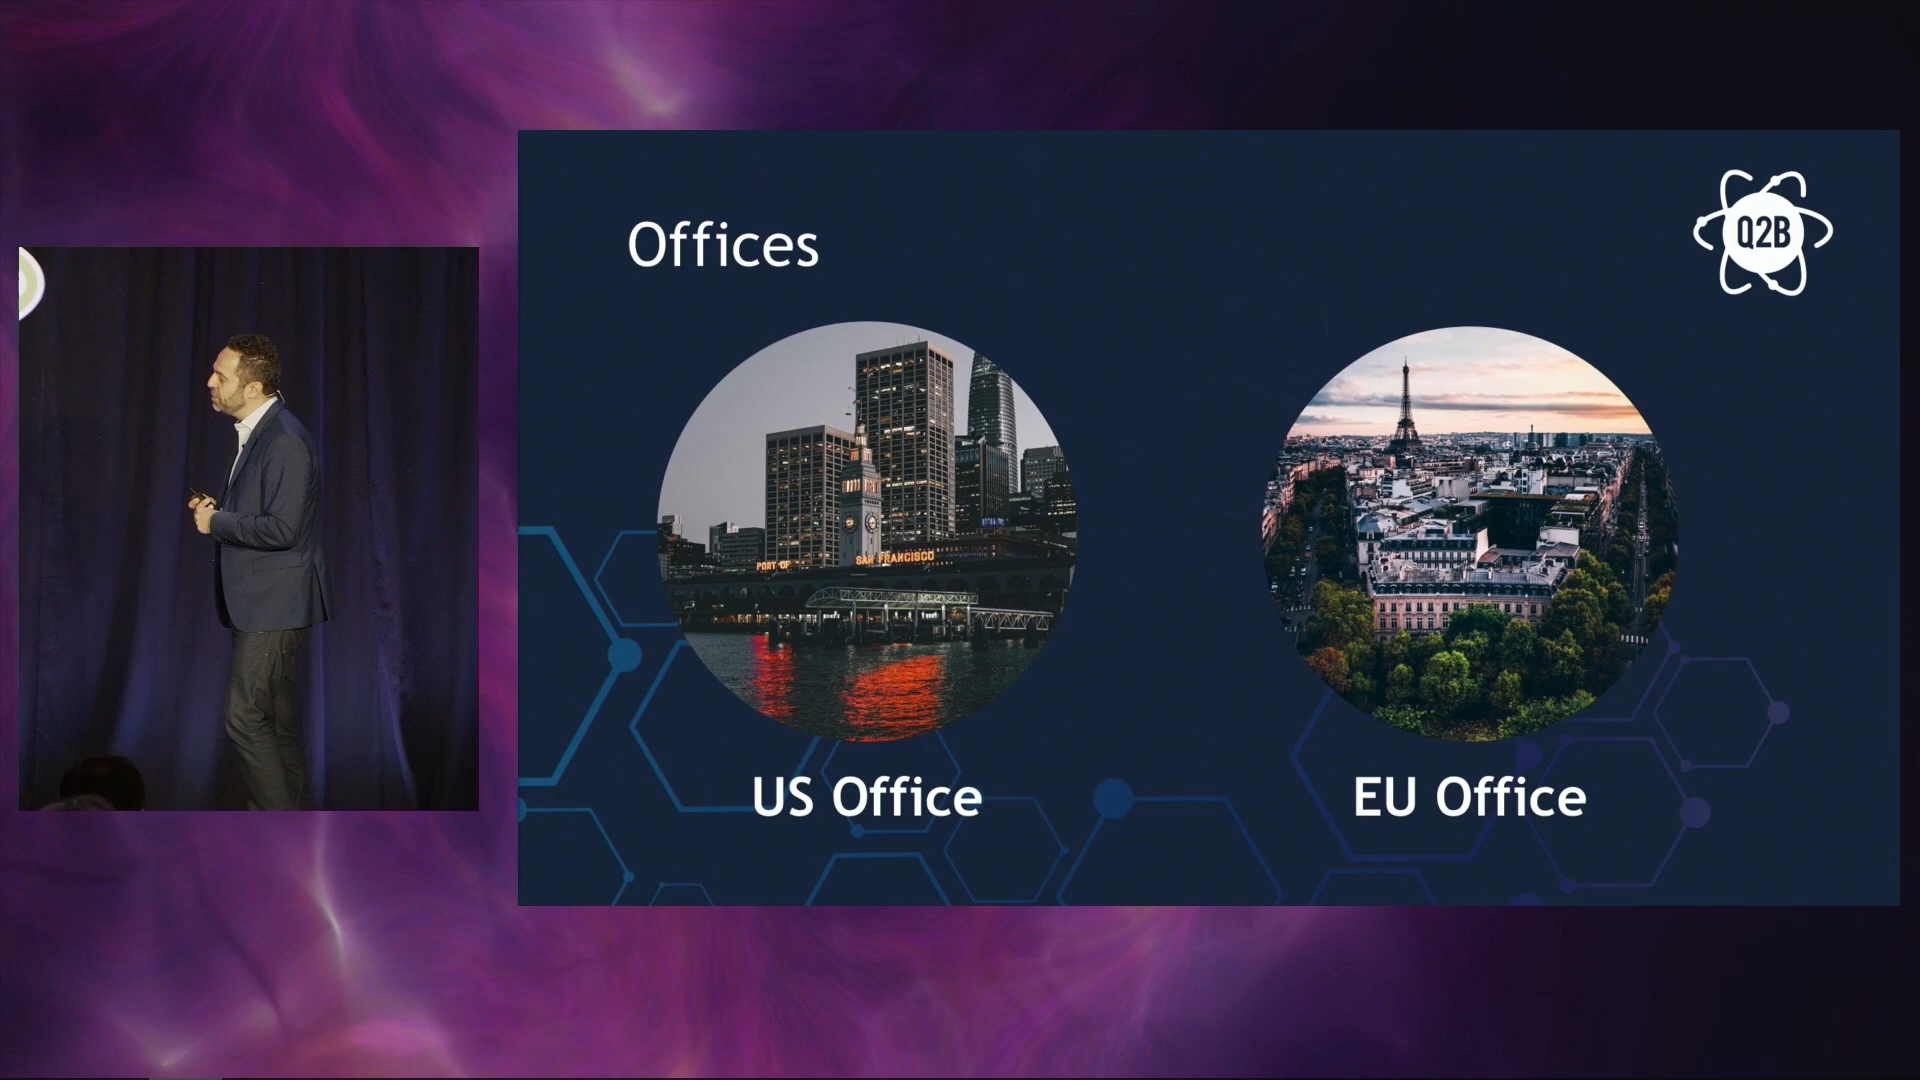 Offices
Q2B
PORT OF SAN FRANCISCO
US Office
EU Office